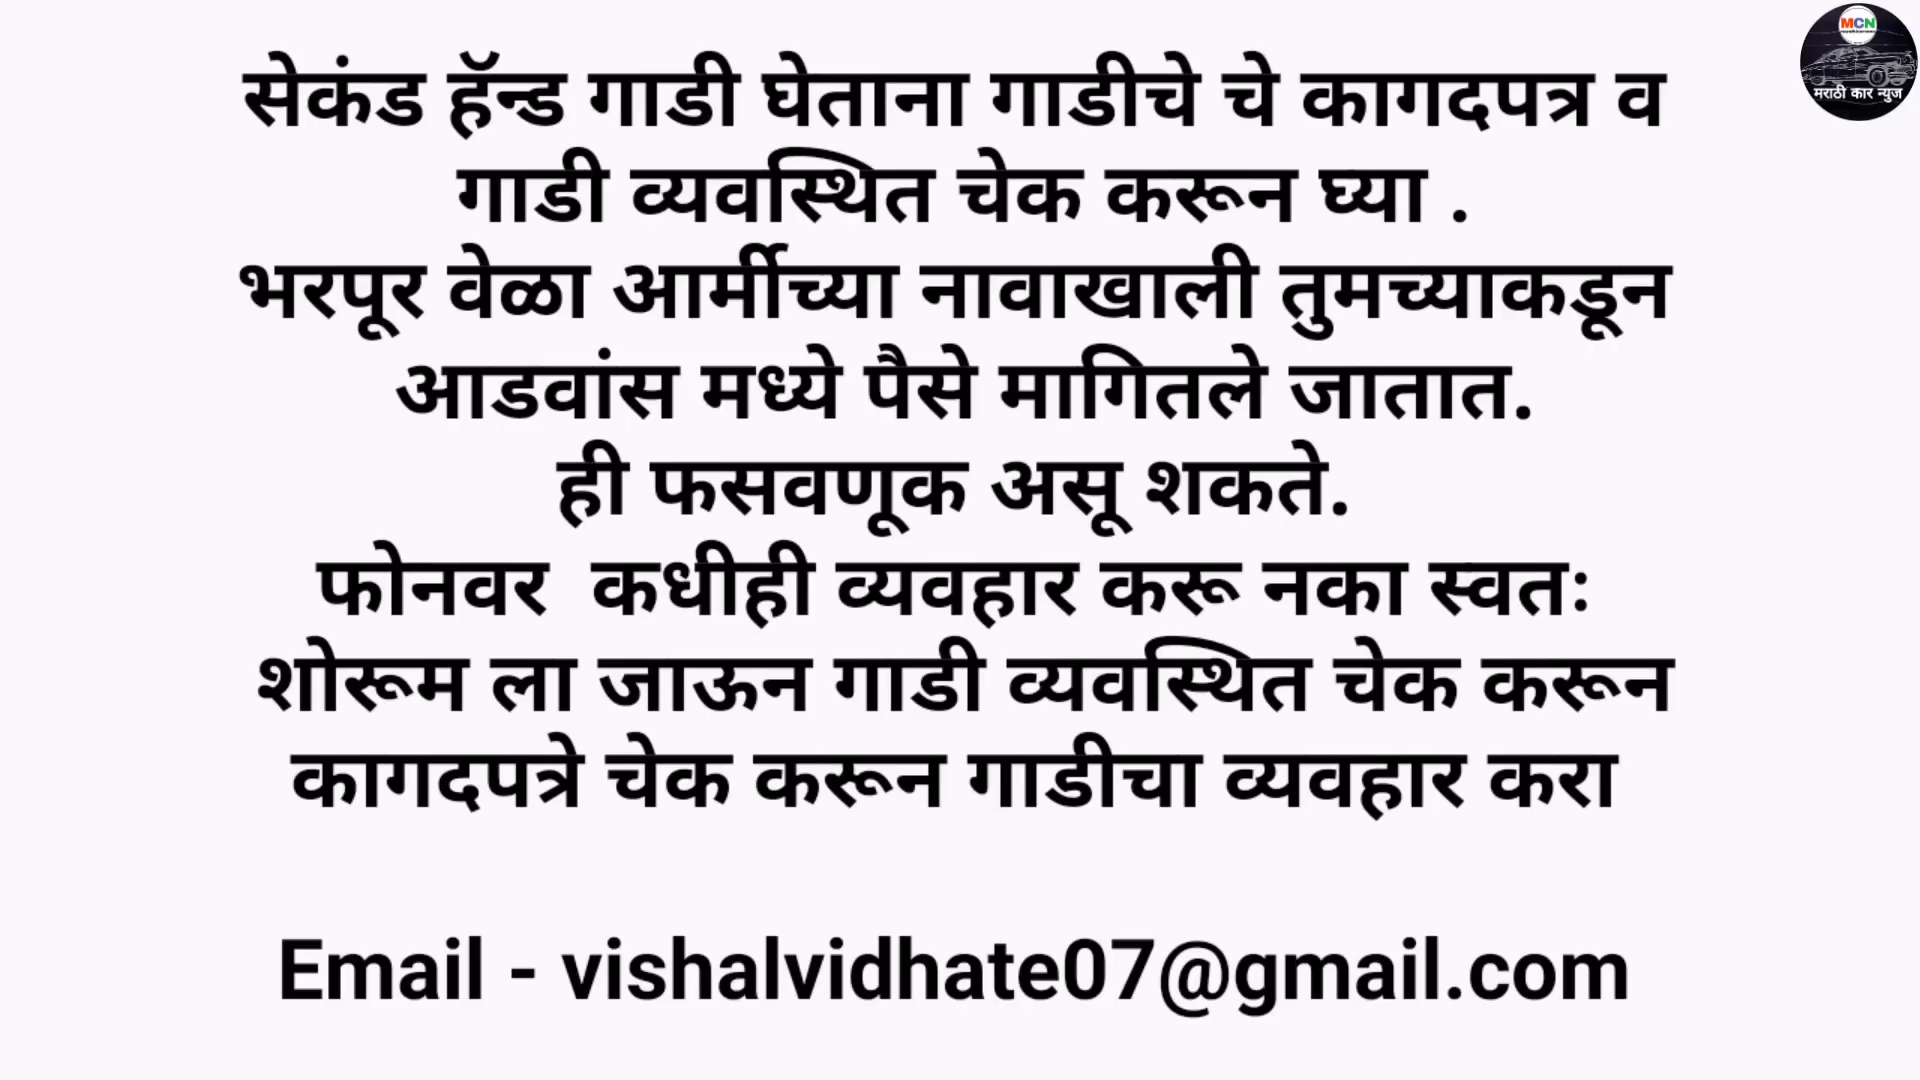 MCN
मराठी कार न्युज
सेकंड हॅन्ड गाडी घेताना गाडीचे चे कागदपत्र व
गाडी व्यवस्थित चेक करून घ्या .
भरपूर वेळा आर्मीच्या नावाखाली तुमच्याकडून
आडवांस मध्ये पैसे मागितले जातात.
ही फसवणूक असू शकते.
फोनवर कधीही व्यवहार करू नका स्वतः
शोरूम ला जाऊन गाडी व्यवस्थित चेक करून
कागदपत्रे चेक करून गाडीचा व्यवहार करा
Email - vishalvidhate07@gmail.com